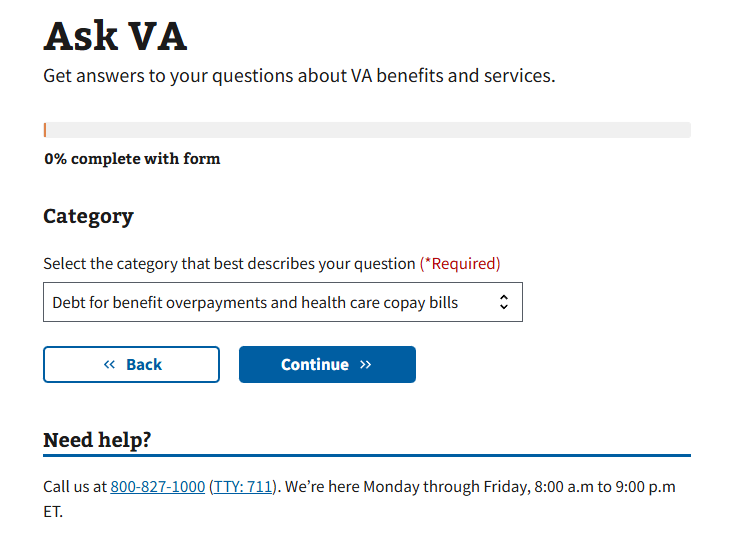 Ask VA
Get answers to your questions about VA benefits and services.
0% complete with form
Category
Select the category that best describes your question (*Required)
Debt for benefit overpayments and health care copay bills
Back
Continue
Need help?
Call us at 800-827-1000 (TTY: 711). We’re here Monday through Friday, 8:00 a.m to 9:00 p.m
ET.